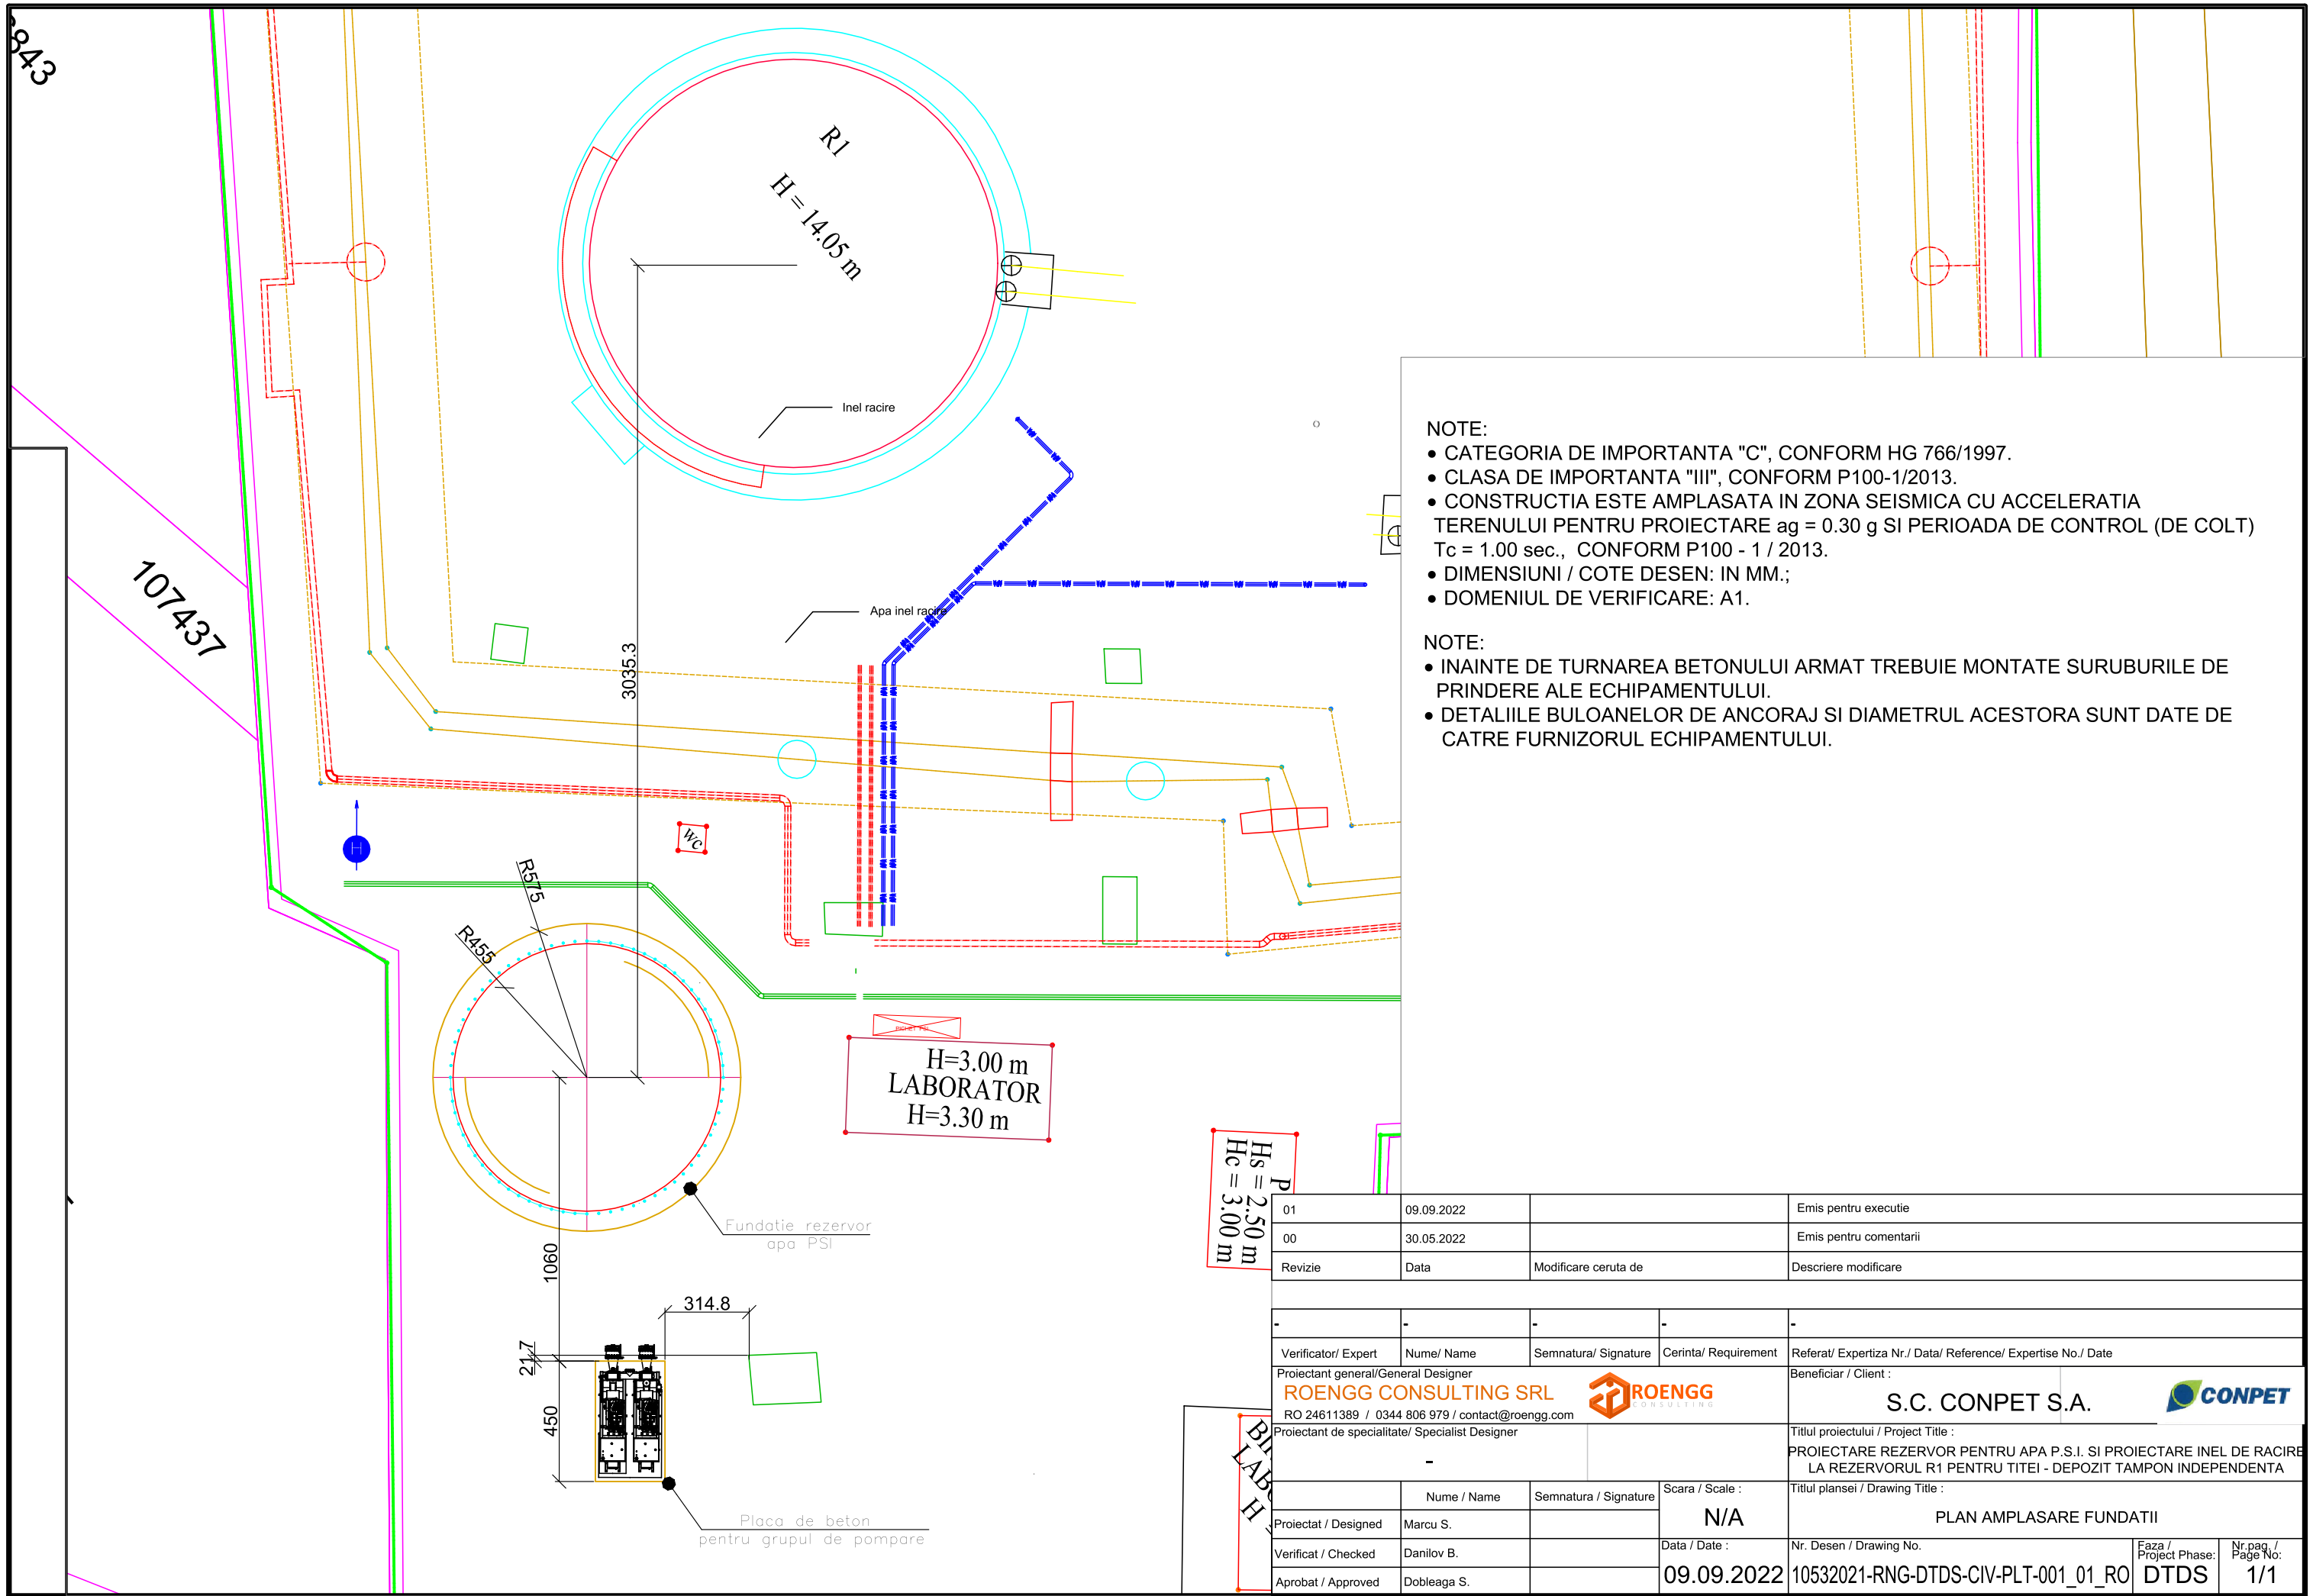 R1
H = 14.05 m
Inel racire
107437
3035.3
Apa inel racire
H
WC
R575
R455
PICHET PSI
H=3.00 m
LABORATOR
H=3.30 m
Fundatie rezervor
apa PSI
1060
314.8
21.7
450
Placa de beton
pentru grupul de pompare
P
Hs = 2.50 m
Hc = 3.00 m
NOTE:
● CATEGORIA DE IMPORTANTA "C", CONFORM HG 766/1997.
● CLASA DE IMPORTANTA "III", CONFORM P100-1/2013.
● CONSTRUCTIA ESTE AMPLASATA IN ZONA SEISMICA CU ACCELERATIA
TERENULUI PENTRU PROIECTARE ag = 0.30 g SI PERIOADA DE CONTROL (DE COLT)
Tc = 1.00 sec., CONFORM P100 - 1 / 2013.
● DIMENSIUNI / COTE DESEN: IN MM.;
● DOMENIUL DE VERIFICARE: A1.
NOTE:
● INAINTE DE TURNAREA BETONULUI ARMAT TREBUIE MONTATE SURUBURILE DE
PRINDERE ALE ECHIPAMENTULUI.
● DETALIILE BULOANELOR DE ANCORAJ SI DIAMETRUL ACESTORA SUNT DATE DE
CATRE FURNIZORUL ECHIPAMENTULUI.
01 09.09.2022 Emis pentru executie
00 30.05.2022 Emis pentru comentarii
Revizie Data Modificare ceruta de Descriere modificare
- - - - -
Verificator/ Expert Nume/ Name Semnatura/ Signature Cerinta/ Requirement Referat/ Expertiza Nr./ Data/ Reference/ Expertise No./ Date
Proiectant general/General Designer
ROENGG CONSULTING SRL
RO 24611389 / 0344 806 979 / contact@roengg.com
ROENGG
CONSULTING
Beneficiar / Client :
S.C. CONPET S.A.
CONPET
Proiectant de specialitate/ Specialist Designer
-
Titlul proiectului / Project Title :
PROIECTARE REZERVOR PENTRU APA P.S.I. SI PROIECTARE INEL DE RACIRE
LA REZERVORUL R1 PENTRU TITEI - DEPOZIT TAMPON INDEPENDENTA
Nume / Name Semnatura / Signature
Scara / Scale :
N/A
Titlul plansei / Drawing Title :
PLAN AMPLASARE FUNDATII
Proiectat / Designed Marcu S.
Verificat / Checked Danilov B.
Aprobat / Approved Dobleaga S.
Data / Date :
09.09.2022
Nr. Desen / Drawing No.
10532021-RNG-DTDS-CIV-PLT-001_01_RO
Faza /
Project Phase:
DTDS
Nr.pag. /
Page No:
1/1